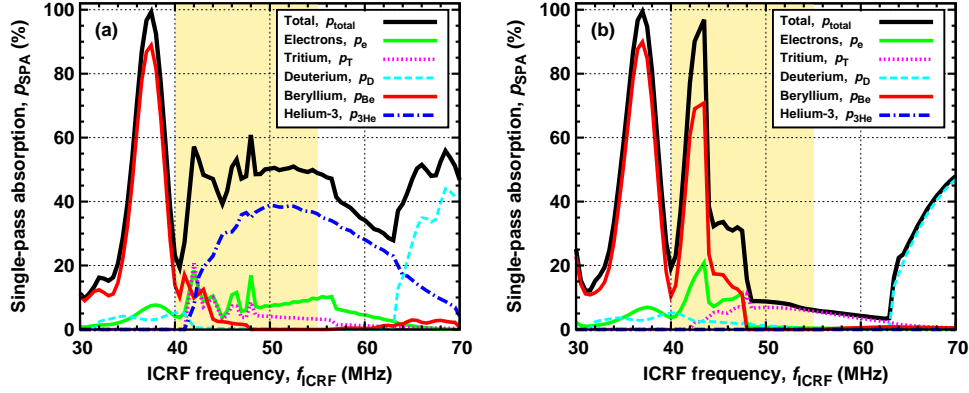 (a)
Total, p_total
Electrons, p_e
Tritium, p_T
Deuterium, p_D
Beryllium, p_Be
Helium-3, p_3He
Single-pass absorption, p_SPA (%)
100
80
60
40
20
0
30 40 50 60 70
ICRF frequency, f_ICRF (MHz)
(b)
Total, p_total
Electrons, p_e
Tritium, p_T
Deuterium, p_D
Beryllium, p_Be
Helium-3, p_3He
Single-pass absorption, p_SPA (%)
100
80
60
40
20
0
30 40 50 60 70
ICRF frequency, f_ICRF (MHz)